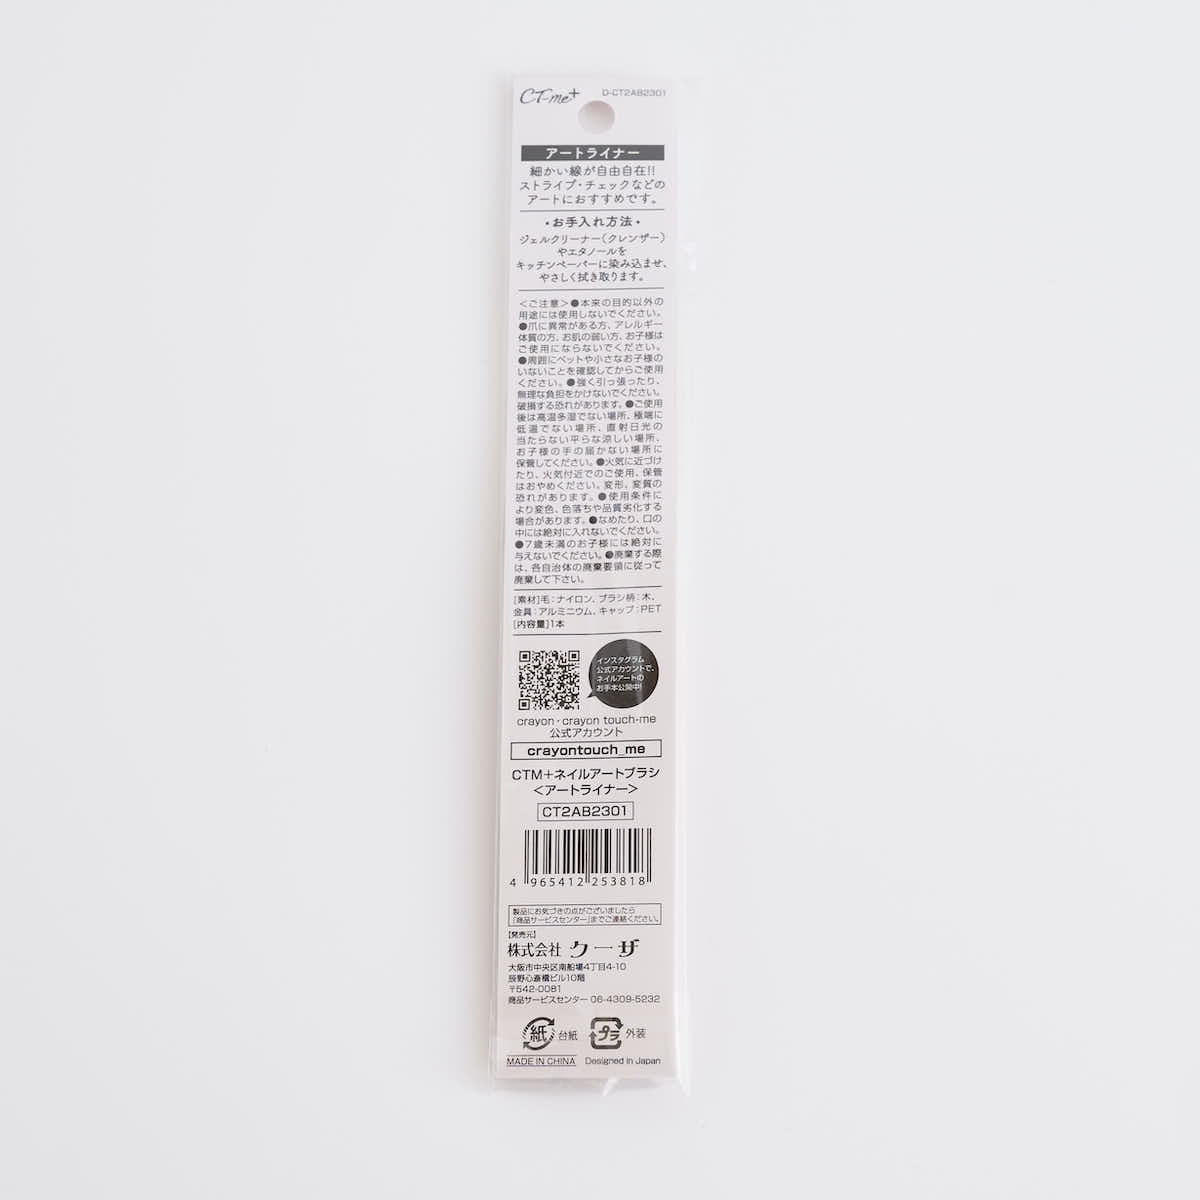 CT-me+
D-CT2AB2301
アートライナー
細かい線が自由自在!!
ストライプ・チェックなどの
アートにおすすめです。
・お手入れ方法・
ジェルクリーナー(クレンザー)
やエタノールを
キッチンペーパーに染み込ませ、
やさしく拭き取ります。
<ご注意>●本来の目的以外の
用途には使用しないでください。
●爪に異常がある方、アレルギー
体質の方、お肌の弱い方、お子様は
ご使用にならないでください。
●周囲にペットや小さなお子様の
いないことを確認してからご使用
ください。●強く引っ張ったり、
無理な負担をかけないでください。
破損する恐れがあります。●ご使用
後は高温多湿でない場所、極端に
低温でない場所、直射日光の
当たらない平らな涼しい場所、
お子様の手の届かない場所に
保管してください。●火気に近づけ
たり、火気付近でのご使用、保管
はおやめください。変形、変質の
恐れがあります。●使用条件に
より変色、色落ちや品質劣化する
場合があります。●なめたり、口の
中には絶対に入れないでください。
●7歳未満のお子様には絶対に
与えないでください。●廃棄する際
は、各自治体の廃棄要領に従って
廃棄して下さい。
[素材]毛:ナイロン、ブラシ柄:木、
金具:アルミニウム、キャップ:PET
[内容量]1本
インスタグラム
公式アカウントで、
ネイルアートの
お手本公開中!
crayon・crayon touch-me
公式アカウント
crayontouch_me
CTM+ネイルアートブラシ
<アートライナー>
CT2AB2301
4 965412 253818
製品にお気づきの点がございましたら
「商品サービスセンター」までご連絡ください。
【発売元】
株式会社 クーザ
大阪市中央区南船場4丁目4-10
辰野心斎橋ビル10階
〒542-0081
商品サービスセンター 06-4309-5232
紙 台紙 プラ 外装
MADE IN CHINA Designed in Japan